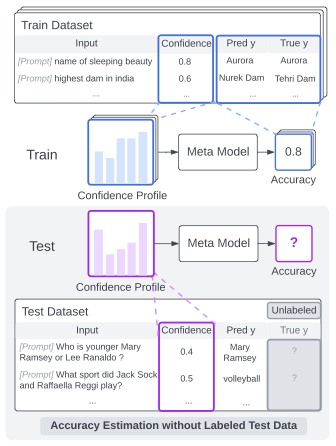 Train Dataset
Input Confidence Pred y True y
[Prompt] name of sleeping beauty 0.8 Aurora Aurora
[Prompt] highest dam in india 0.6 Nurek Dam Tehri Dam
... ... ... ...
Train
Meta Model
0.8
Confidence Profile
Accuracy
Test
Meta Model
?
Accuracy
Confidence Profile
Test Dataset Unlabeled
Input Confidence Pred y True y
[Prompt] Who is younger Mary
Ramsey or Lee Ranaldo ? 0.4 Mary
Ramsey ?
[Prompt] What sport did Jack Sock
and Raffaella Reggi play? 0.5 volleyball ?
... ... ... ...
Accuracy Estimation without Labeled Test Data